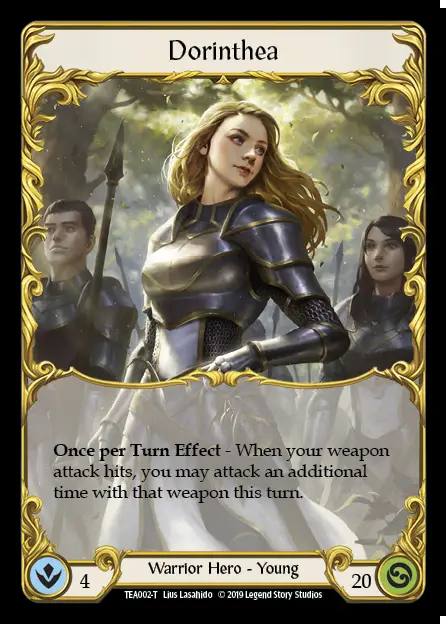 Dorinthea
Once per Turn Effect - When your weapon
attack hits, you may attack an additional
time with that weapon this turn.
4
Warrior Hero - Young
20
TEA002-T Lius Lasahido © 2019 Legend Story Studios